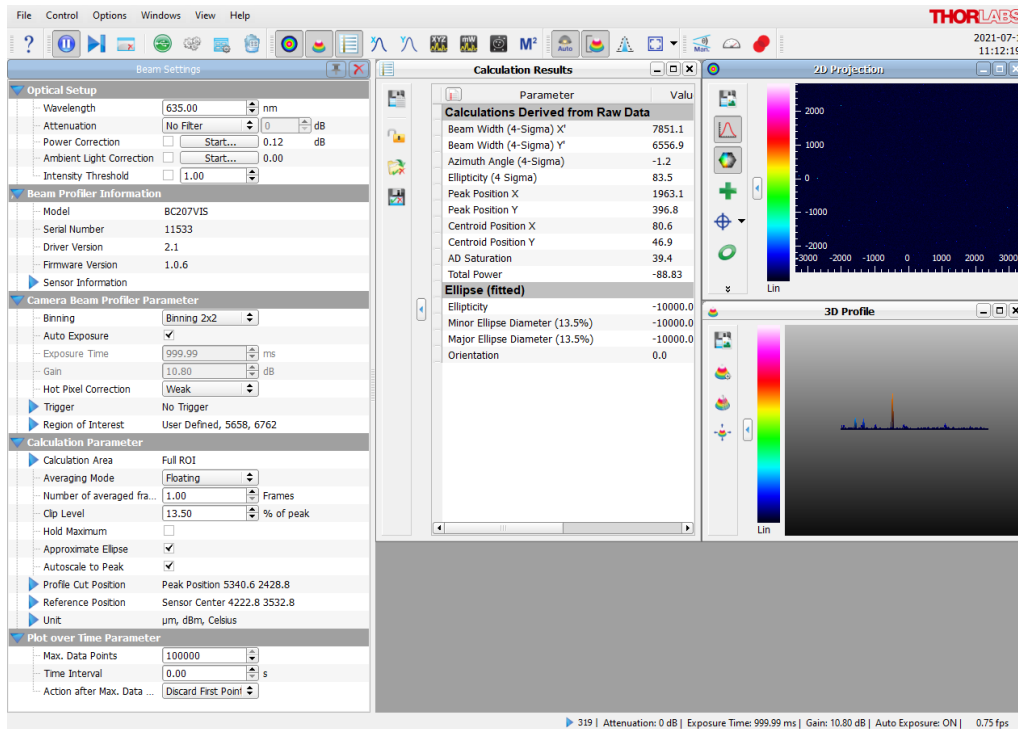 File Control Options Windows View Help
THORLABS
2021-07-1
11:12:19
Beam Settings
Optical Setup
Wavelength 635.00 nm
Attenuation No Filter 0 dB
Power Correction Start... 0.12 dB
Ambient Light Correction Start... 0.00
Intensity Threshold 1.00
Beam Profiler Information
Model BC207VIS
Serial Number 11533
Driver Version 2.1
Firmware Version 1.0.6
Sensor Information
Camera Beam Profiler Parameter
Binning Binning 2x2
Auto Exposure
Exposure Time 999.99 ms
Gain 10.80 dB
Hot Pixel Correction Weak
Trigger No Trigger
Region of Interest User Defined, 5658, 6762
Calculation Parameter
Calculation Area Full ROI
Averaging Mode Floating
Number of averaged fra... 1.00 Frames
Clip Level 13.50 % of peak
Hold Maximum
Approximate Ellipse
Autoscale to Peak
Profile Cut Position Peak Position 5340.6 2428.8
Reference Position Sensor Center 4222.8 3532.8
Unit µm, dBm, Celsius
Plot over Time Parameter
Max. Data Points 100000
Time Interval 0.00 s
Action after Max. Data ... Discard First Point
Calculation Results
Parameter Valu
Calculations Derived from Raw Data
Beam Width (4-Sigma) X' 7851.1
Beam Width (4-Sigma) Y' 6556.9
Azimuth Angle (4-Sigma) -1.2
Ellipticity (4 Sigma) 83.5
Peak Position X 1963.1
Peak Position Y 396.8
Centroid Position X 80.6
Centroid Position Y 46.9
AD Saturation 39.4
Total Power -88.83
Ellipse (fitted)
Ellipticity -10000.0
Minor Ellipse Diameter (13.5%) -10000.0
Major Ellipse Diameter (13.5%) -10000.0
Orientation 0.0
2D Projection
2000
1000
0
-1000
-2000
-3000 -2000 -1000 0 1000 2000 3000
Lin
3D Profile
Lin
319 | Attenuation: 0 dB | Exposure Time: 999.99 ms | Gain: 10.80 dB | Auto Exposure: ON | 0.75 fps